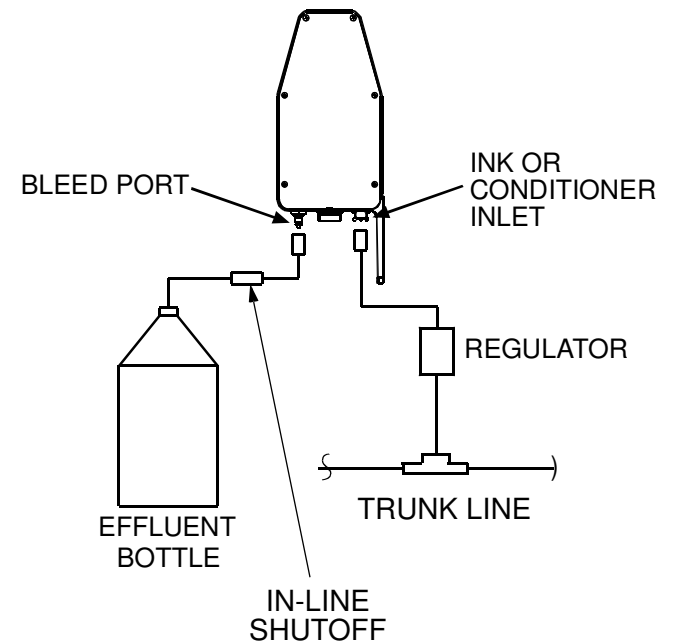 BLEED PORT
INK OR
CONDITIONER
INLET
REGULATOR
TRUNK LINE
EFFLUENT
BOTTLE
IN-LINE
SHUTOFF